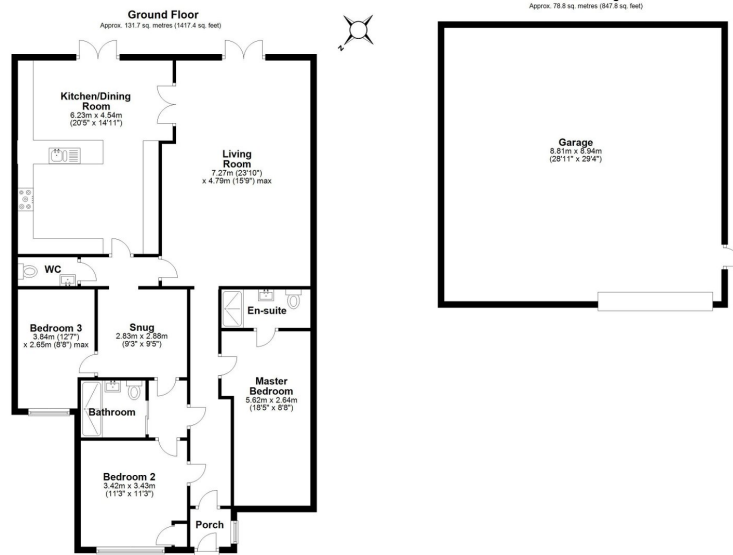 Ground Floor
Approx. 131.7 sq. metres (1417.4 sq. feet)
N
Kitchen/Dining
Room
6.23m x 4.54m
(20'5" x 14'11")
Living
Room
7.27m (23'10")
x 4.79m (15'9") max
WC
Bedroom 3
3.84m (12'7")
x 2.65m (8'8") max
Snug
2.83m x 2.88m
(9'3" x 9'5")
En-suite
Master
Bedroom
5.62m x 2.64m
(18'5" x 8'8")
Bathroom
Bedroom 2
3.42m x 3.43m
(11'3" x 11'3")
Porch
Approx. 78.8 sq. metres (847.8 sq. feet)
Garage
8.81m x 8.94m
(28'11" x 29'4")